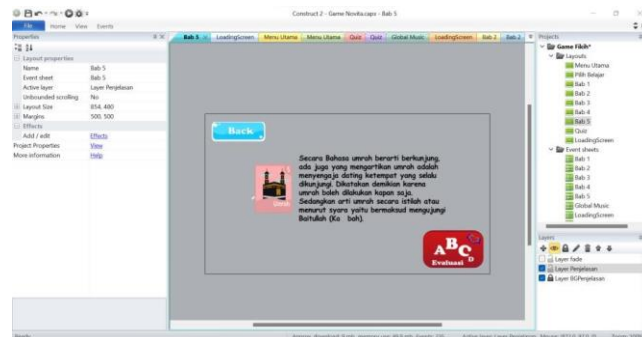 Construct 2 - Game Novita.capx - Bab 5
File Home View Events
Properties
Layout properties
Name Bab 5
Event sheet Bab 5
Active layer Layer Penjelasan
Unbounded scrolling No
Layout Size 854, 480
Margins 500, 500
Effects
Add / edit Effects
Project Properties View
More information Help
Bab 5 LoadingScreen Menu Utama Menu Utama Quiz Quiz Global Music LoadingScreen Bab 2 Bab 2
Back
Secara Bahasa umrah berarti berkunjung,
ada juga yang mengartikan umrah adalah
menyengaja dating ketempat yang selalu
dikunjungi. Dikatakan demikian karena
umrah boleh dilakukan kapan saja.
Sedangkan arti umrah secara istilah atau
menurut syara yaitu bermaksud mengujungi
Baitullah (Ka bah).
ABCD
Evaluasi
Projects
Game Fikih*
Layouts
Menu Utama
Pilih Belajar
Bab 1
Bab 2
Bab 3
Bab 4
Bab 5
Quiz
LoadingScreen
Event sheets
Bab 1
Bab 2
Bab 3
Bab 4
Bab 5
Global Music
LoadingScreen
Layers
Layer fade
Layer Penjelasan
Layer BGPenjelasan
Ready